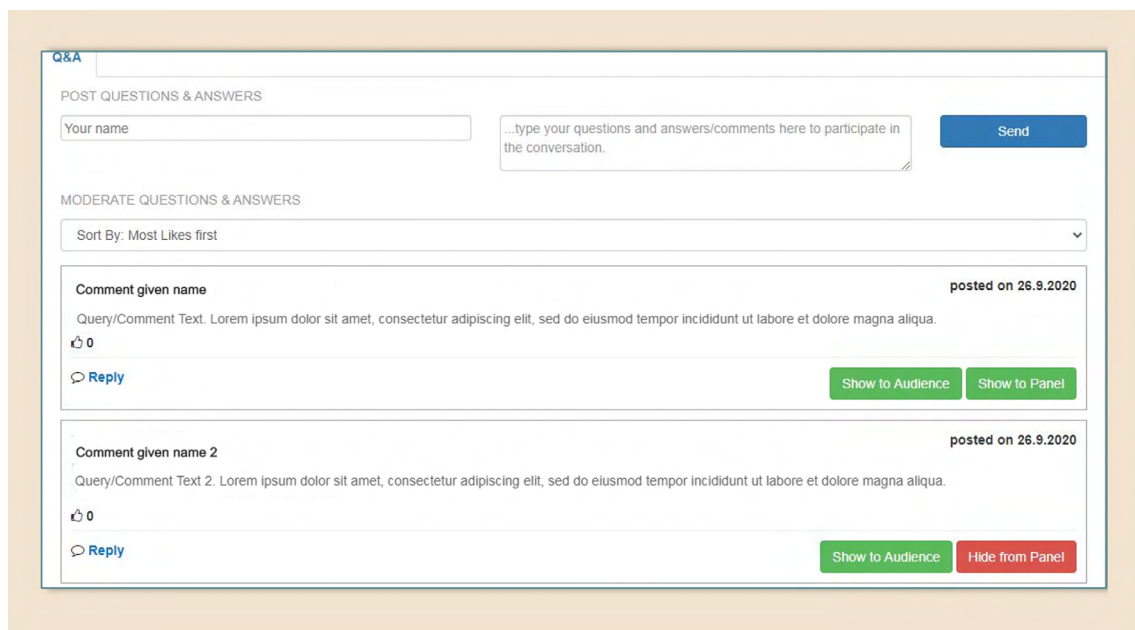 Q&A
POST QUESTIONS & ANSWERS
Your name
...type your questions and answers/comments here to participate in
the conversation.
Send
MODERATE QUESTIONS & ANSWERS
Sort By: Most Likes first
Comment given name
posted on 26.9.2020
Query/Comment Text. Lorem ipsum dolor sit amet, consectetur adipiscing elit, sed do eiusmod tempor incididunt ut labore et dolore magna aliqua.
0
Reply
Show to Audience
Show to Panel
posted on 26.9.2020
Comment given name 2
Query/Comment Text 2. Lorem ipsum dolor sit amet, consectetur adipiscing elit, sed do eiusmod tempor incididunt ut labore et dolore magna aliqua.
0
Reply
Show to Audience
Hide from Panel